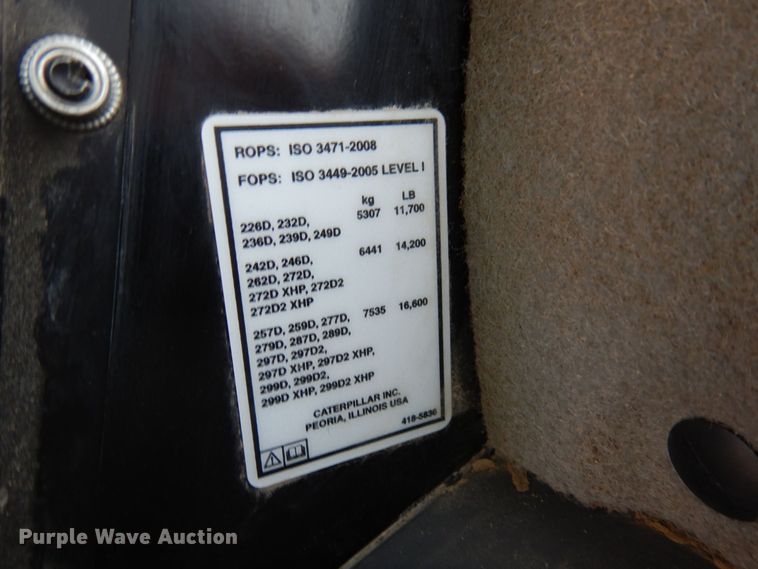 ROPS: ISO 3471-2008
FOPS: ISO 3449-2005 LEVEL I
kg LB
226D, 232D, 5307 11,700
236D, 239D, 249D
242D, 246D, 6441 14,200
262D, 272D,
272D XHP, 272D2
272D2 XHP
257D, 259D, 277D, 7535 16,600
279D, 287D, 289D,
297D, 297D2,
297D XHP, 297D2 XHP,
299D, 299D2,
299D XHP, 299D2 XHP
CATERPILLAR INC.
PEORIA, ILLINOIS USA
418-5836
Purple Wave Auction